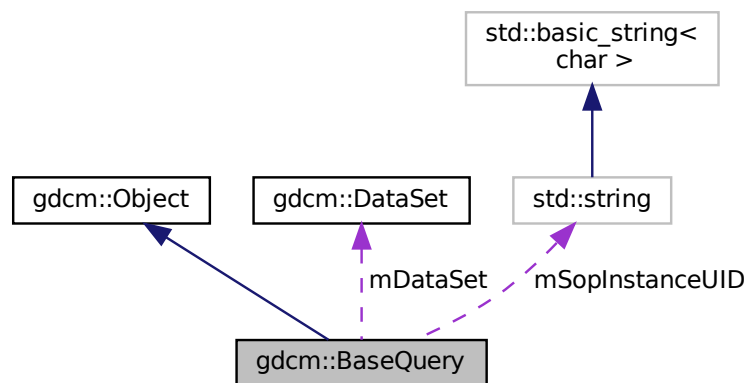 std::basic_string<
char >
gdcm::Object
gdcm::DataSet
std::string
mDataSet
mSopInstanceUID
gdcm::BaseQuery